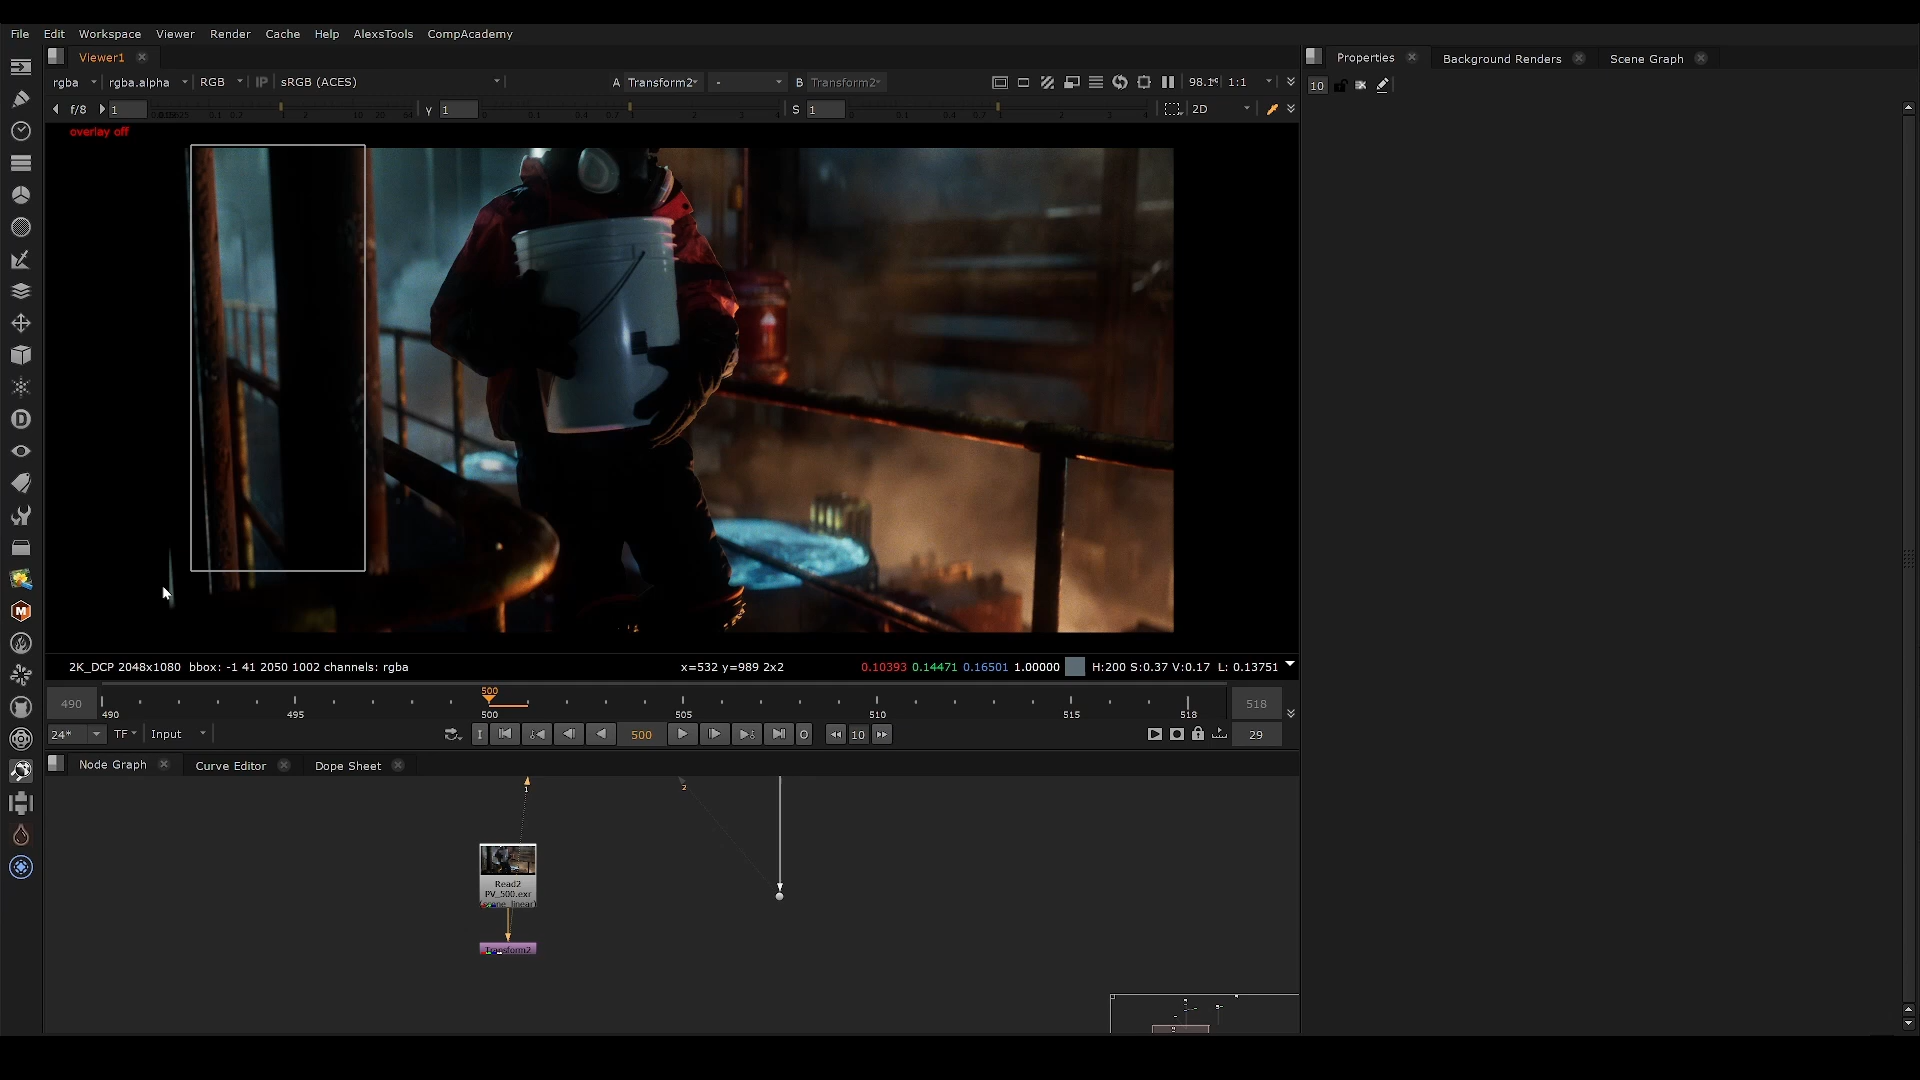 File Edit Workspace Viewer Render Cache Help AlexsTools CompAcademy
Viewer1
Properties Background Renders Scene Graph
rgba rgba.alpha RGB IP sRGB (ACES) A Transform2 - B Transform2 1:1
10
f/8 1 Y 1 S 1 2D
overlay off
2K_DCP 2048x1080 bbox: -1 41 2050 1002 channels: rgba x=532 y=989 2x2 0.10393 0.14471 0.16501 1.00000 H:200 S:0.37 V:0.17 L: 0.13751
500
490 518
490 495 500 505 510 515 518
24* TF Input I 500 O 10 29
Node Graph Curve Editor Dope Sheet
1 2
Read2
PV_500.exr
(scene_linear)
Transform2
D
M